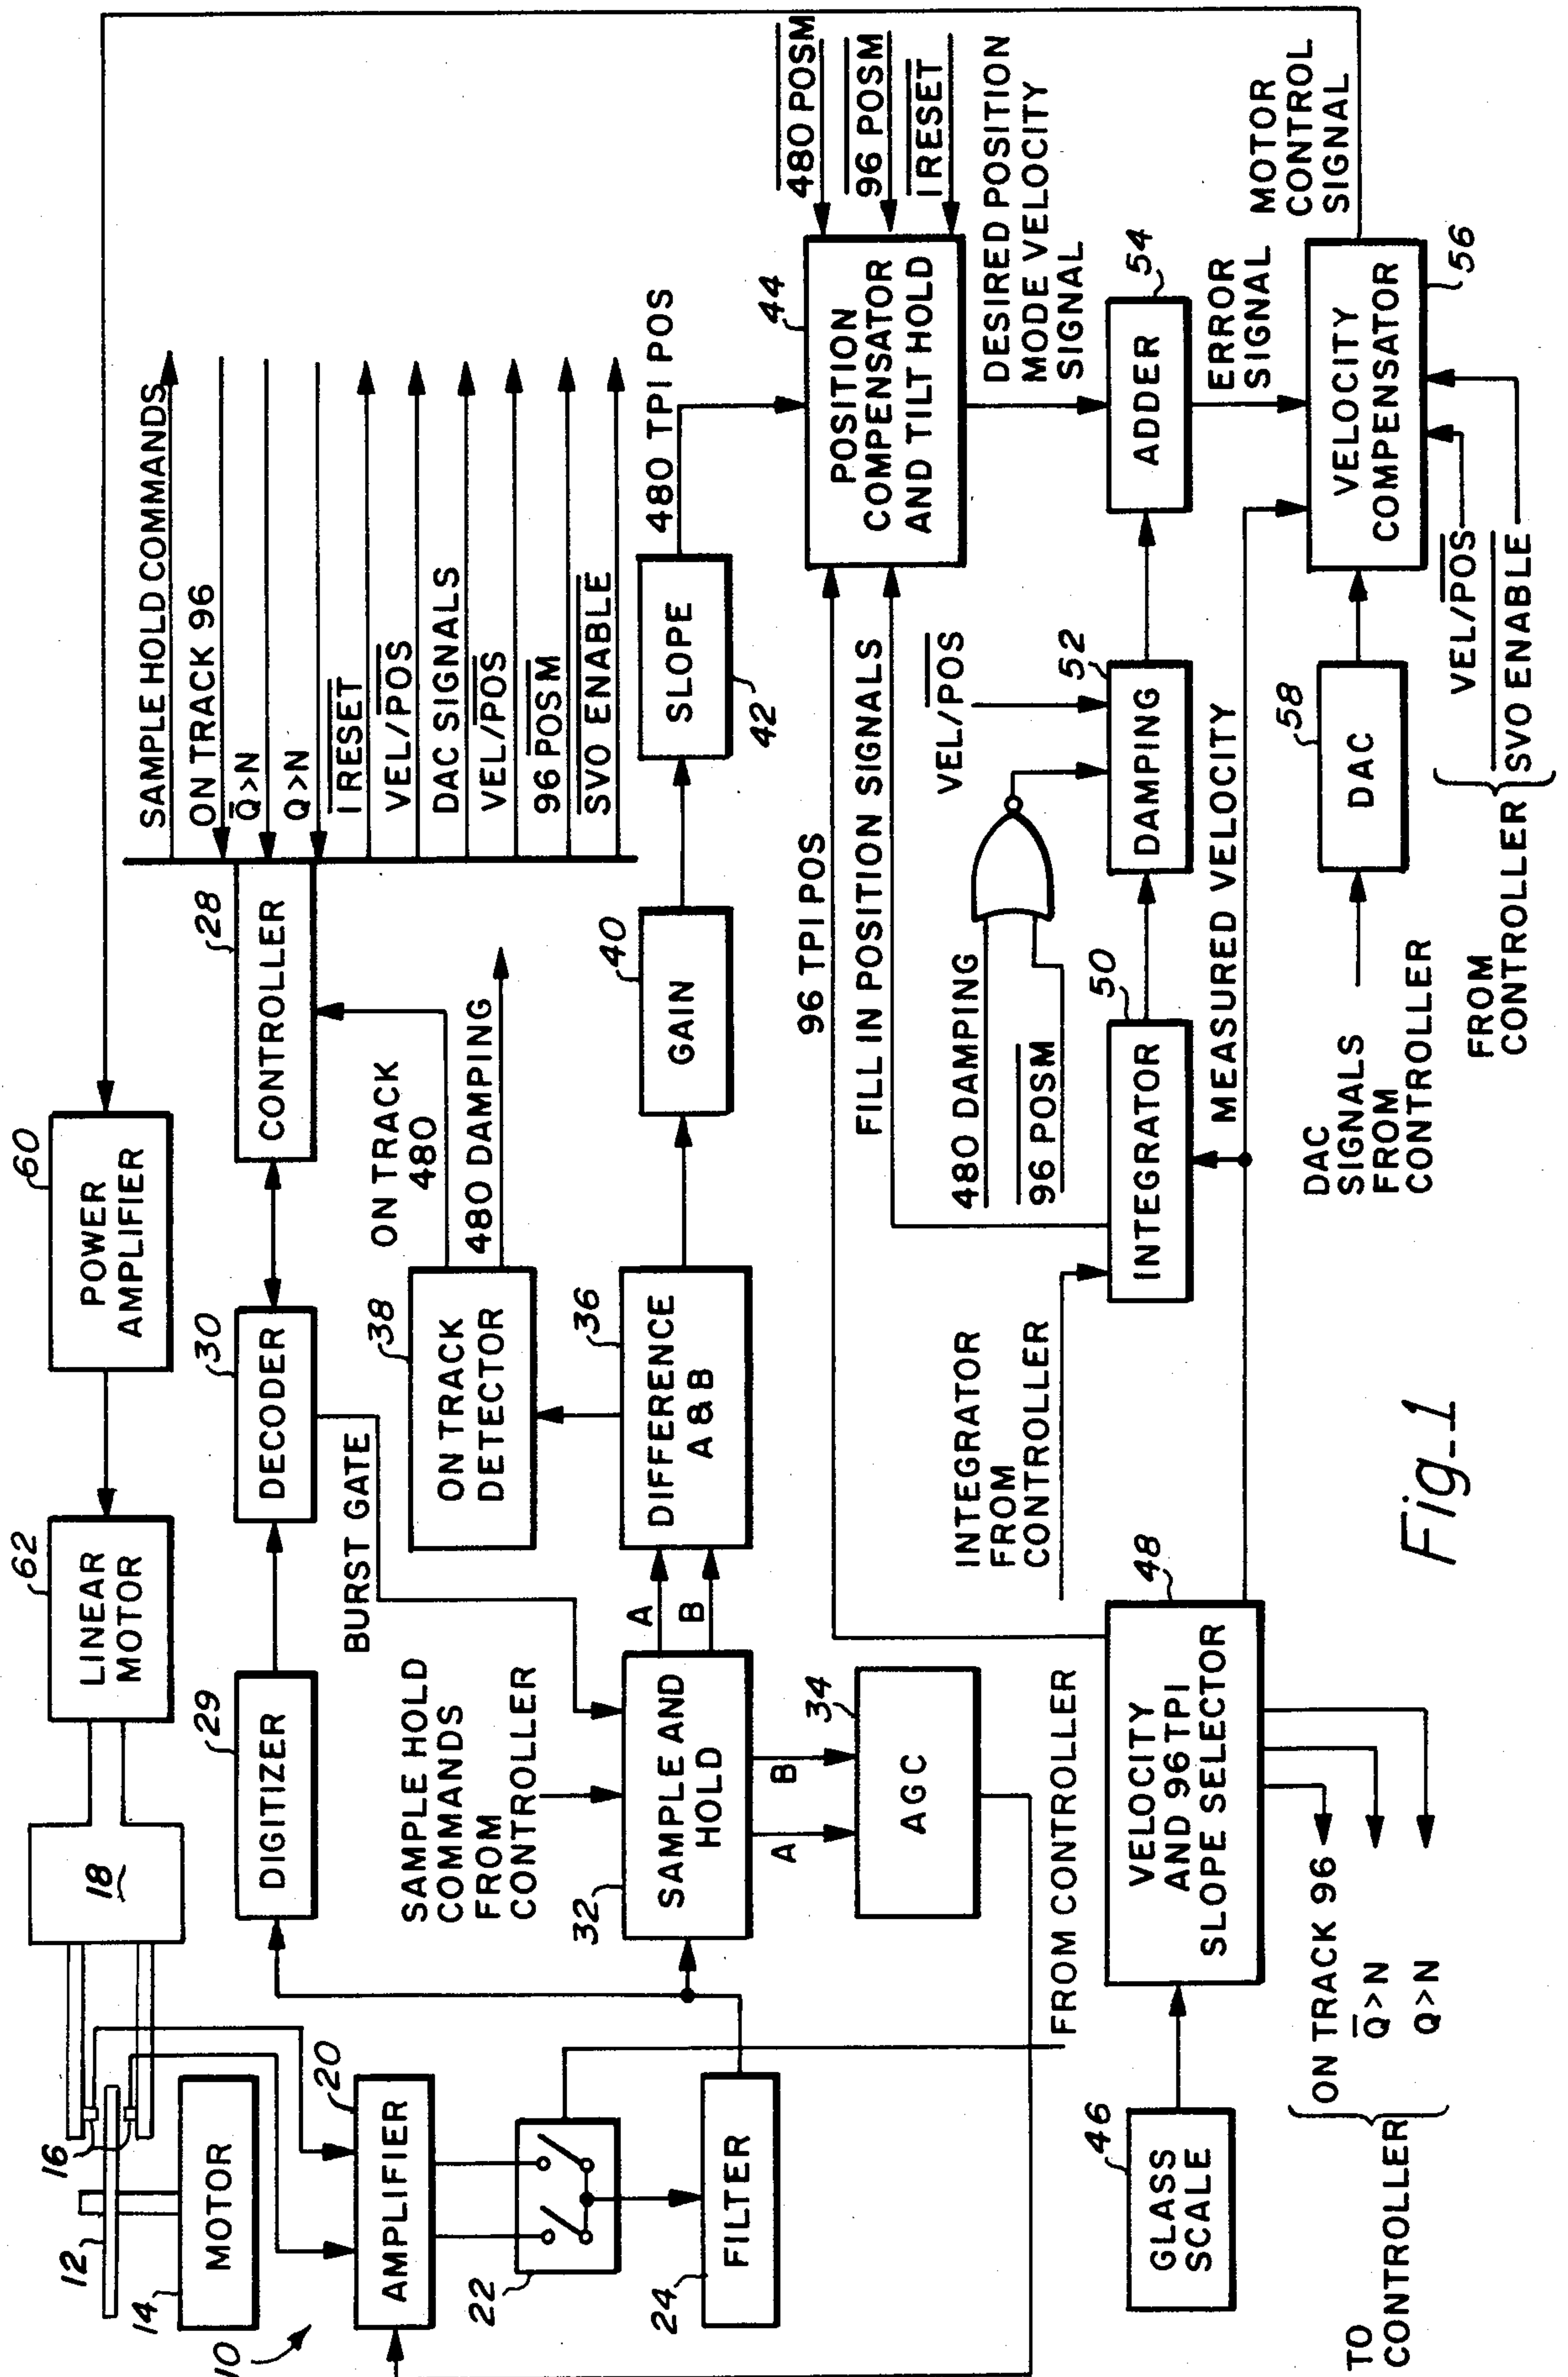 10
12
16
14
MOTOR
18
62
LINEAR
MOTOR
60
POWER
AMPLIFIER
20
AMPLIFIER
22
24
FILTER
29
DIGITIZER
30
DECODER
28
CONTROLLER
BURST GATE
SAMPLE HOLD COMMANDS
ON TRACK 96
Q̄>N
Q>N
IRESET
VEL/POS
DAC SIGNALS
VEL/POS
96 POSM
SVO ENABLE
SAMPLE HOLD
COMMANDS
FROM
CONTROLLER
32
SAMPLE AND
HOLD
A
B
A
B
34
AGC
38
ON TRACK
DETECTOR
ON TRACK
480
480 DAMPING
36
DIFFERENCE
A&B
40
GAIN
42
SLOPE
480 TPI POS
FROM CONTROLLER
96 TPI POS
FILL IN POSITION SIGNALS
44
POSITION
COMPENSATOR
AND TILT HOLD
480 POSM
96 POSM
IRESET
DESIRED POSITION
MODE VELOCITY
SIGNAL
46
GLASS
SCALE
48
VELOCITY
AND 96TPI
SLOPE SELECTOR
INTEGRATOR
FROM
CONTROLLER
480 DAMPING
96 POSM
VEL/POS
50
INTEGRATOR
52
DAMPING
54
ADDER
MEASURED VELOCITY
ERROR
SIGNAL
MOTOR
CONTROL
SIGNAL
TO
CONTROLLER
ON TRACK 96
Q̄>N
Q>N
DAC
SIGNALS
FROM
CONTROLLER
58
DAC
VELOCITY
COMPENSATOR
56
FROM
CONTROLLER
VEL/POS
SVO ENABLE
Fig_1